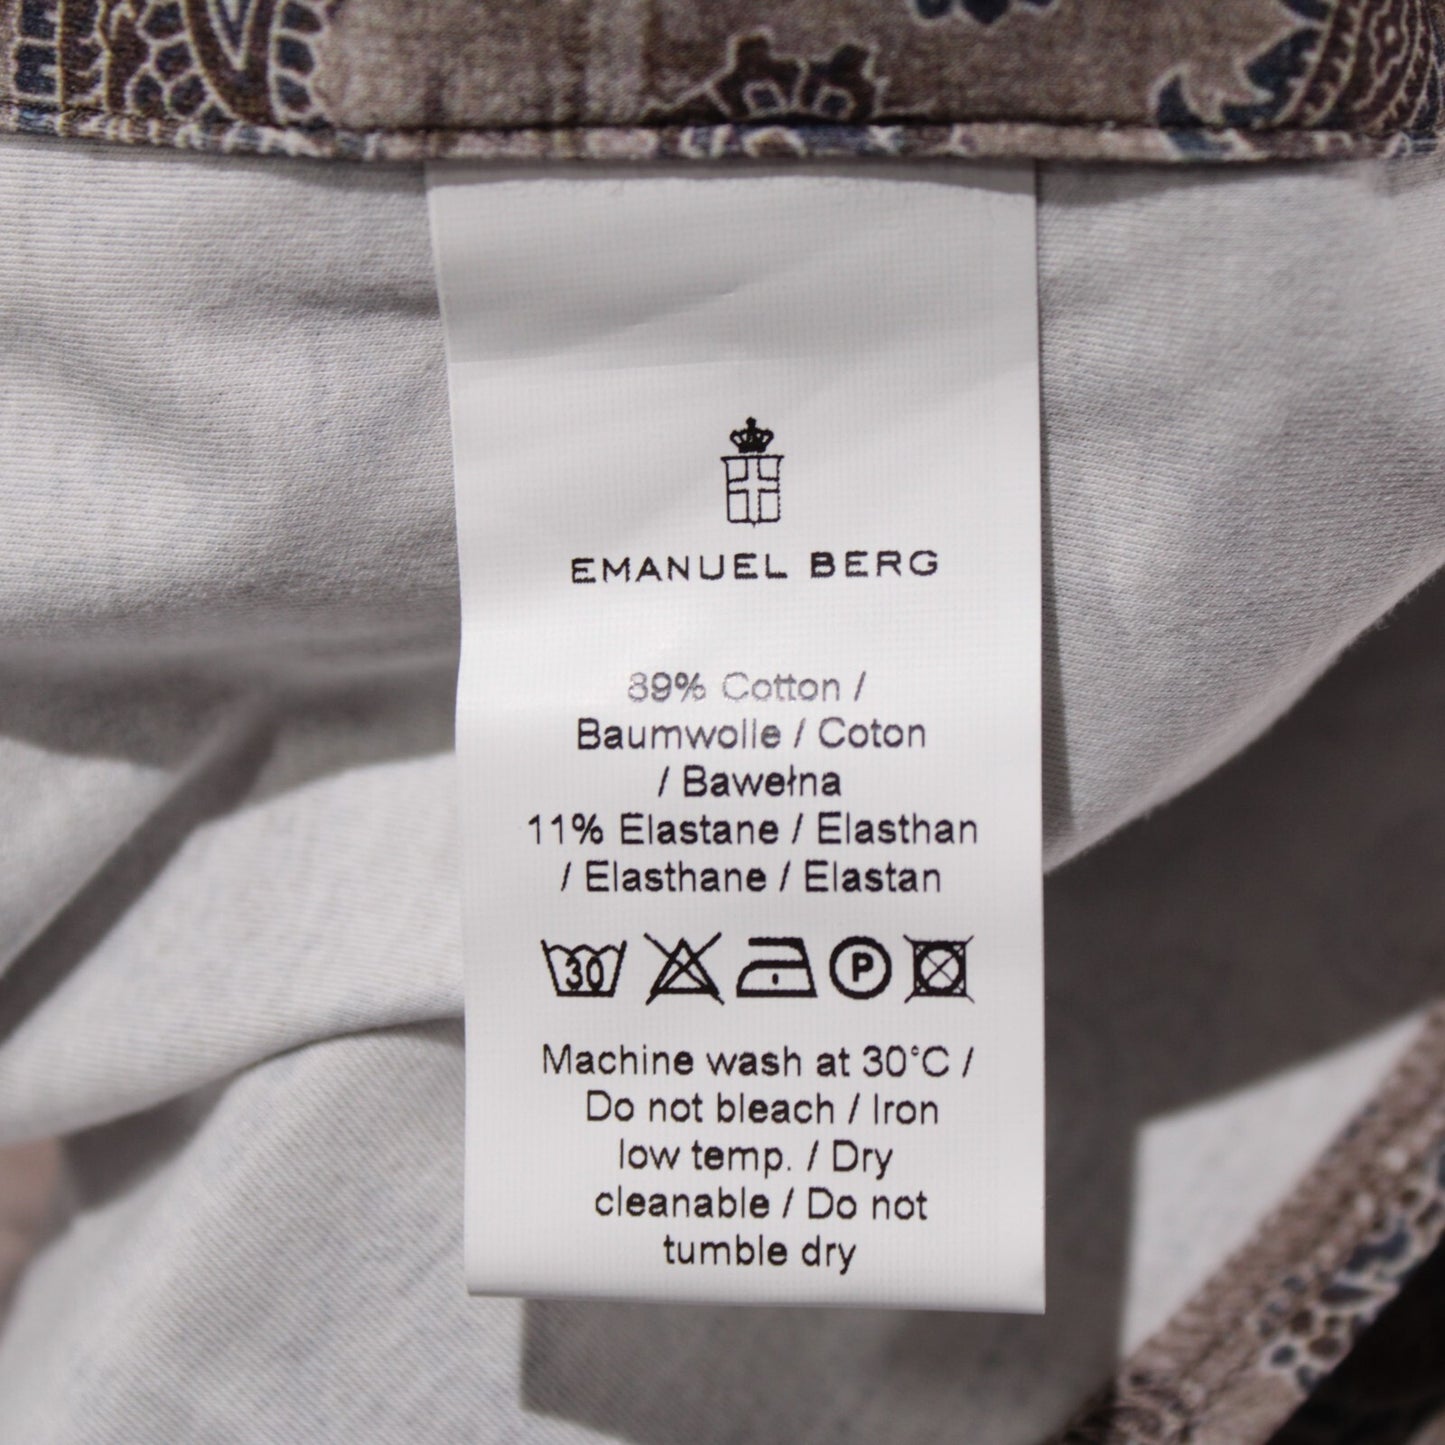 EMANUEL BERG
89% Cotton /
Baumwolle / Coton
/ Bawełna
11% Elastane / Elasthan
/ Elasthane / Elastan
30 P
Machine wash at 30°C /
Do not bleach / Iron
low temp. / Dry
cleanable / Do not
tumble dry